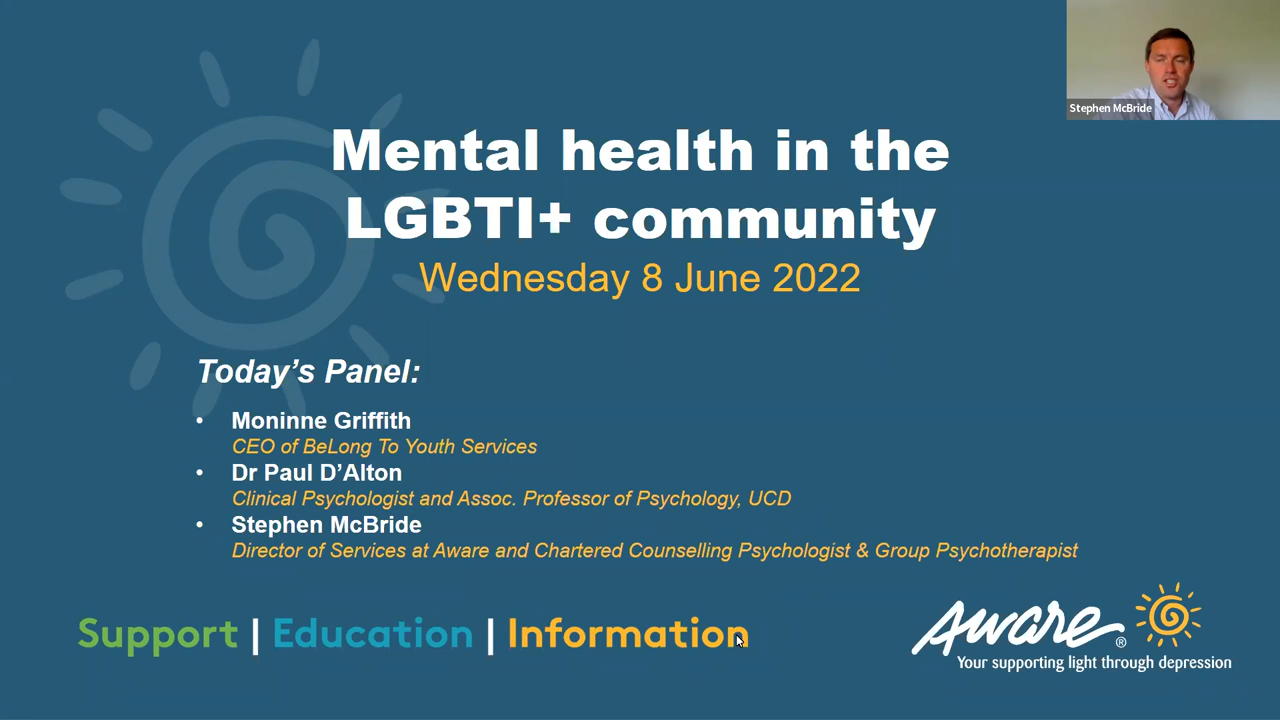 Stephen McBride
Mental health in the
LGBTI+ community
Wednesday 8 June 2022
Today’s Panel:
• Moninne Griffith
CEO of BeLong To Youth Services
• Dr Paul D’Alton
Clinical Psychologist and Assoc. Professor of Psychology, UCD
• Stephen McBride
Director of Services at Aware and Chartered Counselling Psychologist & Group Psychotherapist
Support | Education | Information
Aware®
Your supporting light through depression